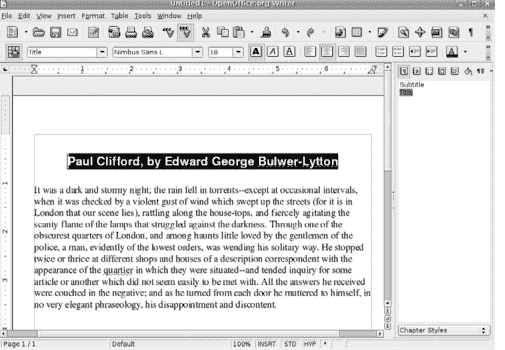 Untitled1 - OpenOffice.org Writer
File Edit View Insert Format Table Tools Window Help
Title Nimbus Sans L 18
1 2 3 4 5 6 7
Subtitle
Title
Paul Clifford, by Edward George Bulwer-Lytton
It was a dark and stormy night; the rain fell in torrents--except at occasional intervals,
when it was checked by a violent gust of wind which swept up the streets (for it is in
London that our scene lies), rattling along the house-tops, and fiercely agitating the
scanty flame of the lamps that struggled against the darkness. Through one of the
obscurest quarters of London, and among haunts little loved by the gentlemen of the
police, a man, evidently of the lowest orders, was wending his solitary way. He stopped
twice or thrice at different shops and houses of a description correspondent with the
appearance of the quartier in which they were situated--and tended inquiry for some
article or another which did not seem easily to be met with. All the answers he received
were couched in the negative; and as he turned from each door he muttered to himself, in
no very elegant phraseology, his disappointment and discontent.
Chapter Styles
Page 1 / 1 Default 100% INSRT STD HYP *